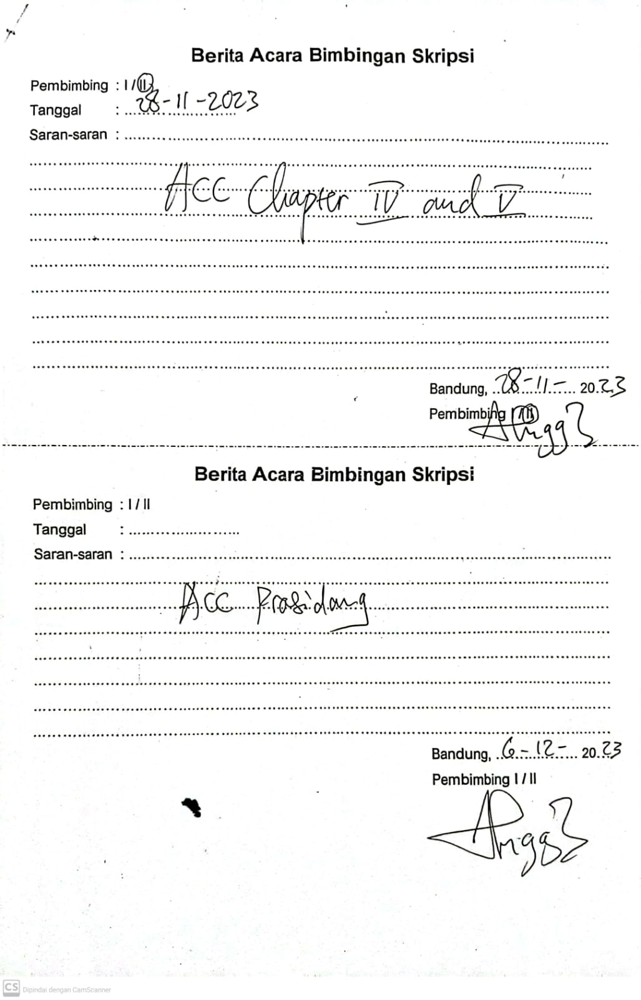 Berita Acara Bimbingan Skripsi
Pembimbing : I / II
Tanggal : 28-11-2023
Saran-saran :
ACC Chapter IV and V
Bandung, 28-11- 2023
Pembimbing I / II
Berita Acara Bimbingan Skripsi
Pembimbing : I / II
Tanggal :
Saran-saran :
ACC Prasidang
Bandung, 6-12- 2023
Pembimbing I / II
CS Dipindai dengan CamScanner